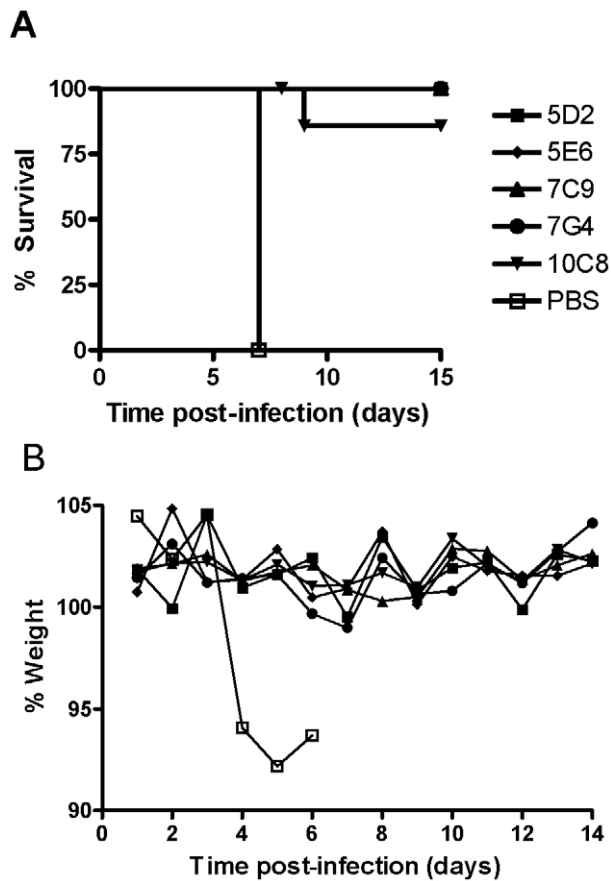 A
100
75
50
25
0
% Survival
0 5 10 15
Time post-infection (days)
5D2
5E6
7C9
7G4
10C8
PBS
B
105
100
95
90
% Weight
0 2 4 6 8 10 12 14
Time post-infection (days)